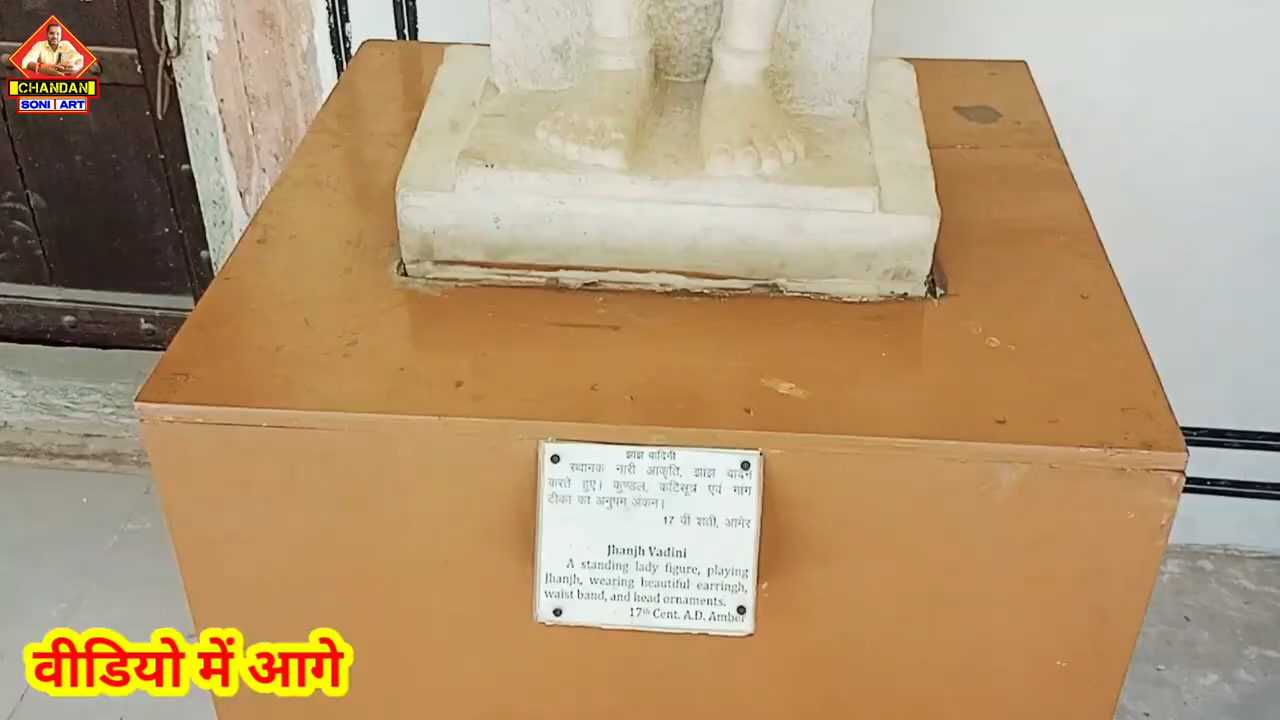 CHANDAN
SONI ART
झांझ वादिनी
स्थानक नारी आकृति, झांझ वादन
करते हुए। कुण्डल, कटिसूत्र एवं मांग
टीका का अनुपम अंकन।
17 वीं शती, आमेर
Jhanjh Vadini
A standing lady figure, playing
Jhanjh, wearing beautiful earringh,
waist band, and head ornaments.
17th Cent. A.D. Amber
वीडियो में आगे